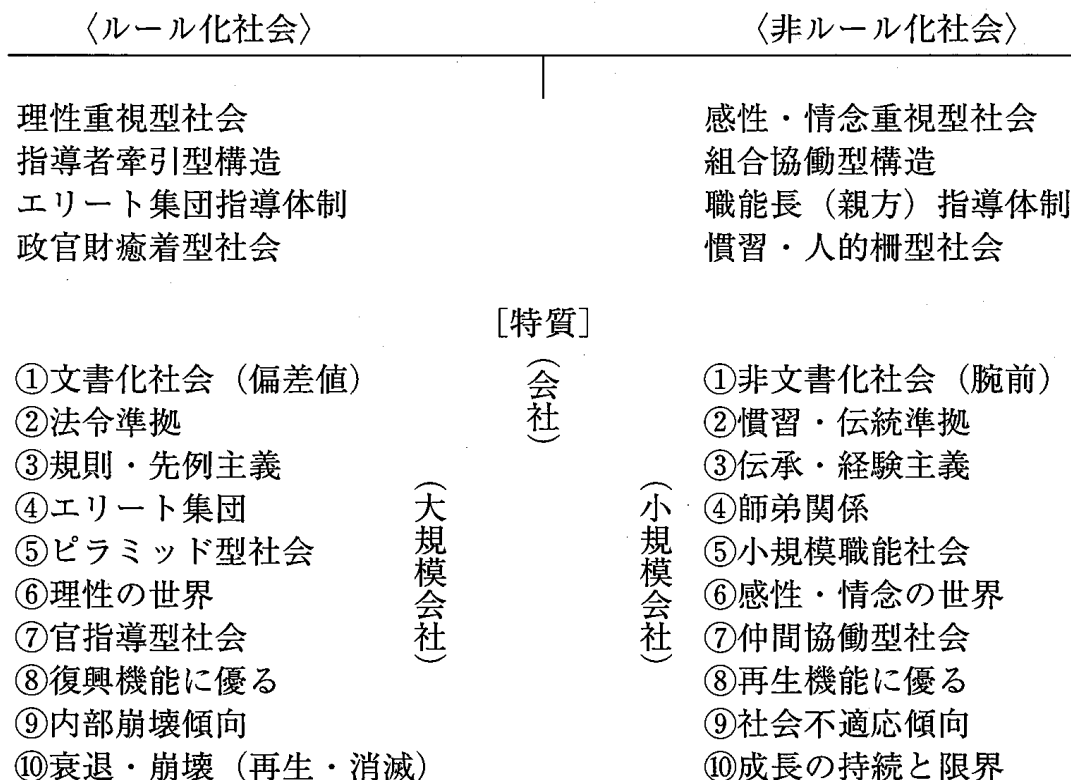 〈ルール化社会〉
〈非ルール化社会〉
理性重視型社会
指導者牽引型構造
エリート集団指導体制
政官財癒着型社会
感性・情念重視型社会
組合協働型構造
職能長（親方）指導体制
慣習・人的柵型社会
［特質］
①文書化社会（偏差値）
②法令準拠
③規則・先例主義
④エリート集団
⑤ピラミッド型社会
⑥理性の世界
⑦官指導型社会
⑧復興機能に優る
⑨内部崩壊傾向
⑩衰退・崩壊（再生・消滅）
（大規模会社）
（会社）
（小規模会社）
①非文書化社会（腕前）
②慣習・伝統準拠
③伝承・経験主義
④師弟関係
⑤小規模職能社会
⑥感性・情念の世界
⑦仲間協働型社会
⑧再生機能に優る
⑨社会不適応傾向
⑩成長の持続と限界